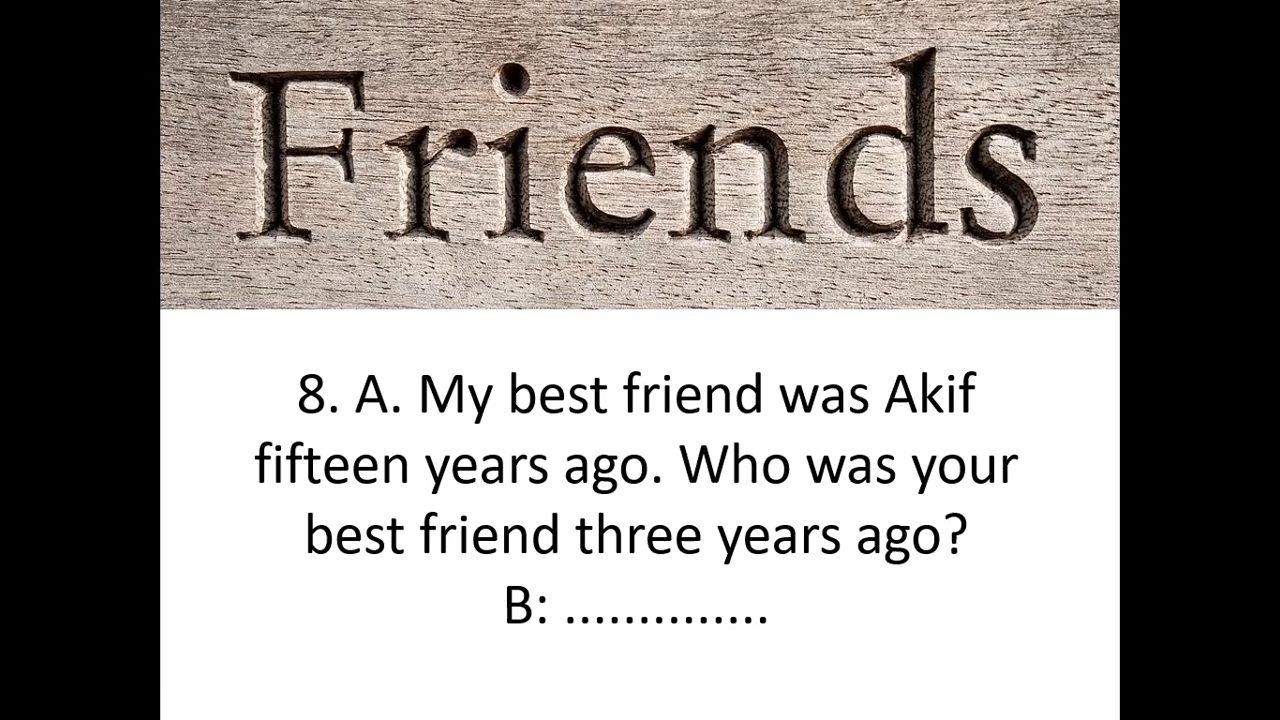 Friends
8. A. My best friend was Akif
fifteen years ago. Who was your
best friend three years ago?
B: ..............